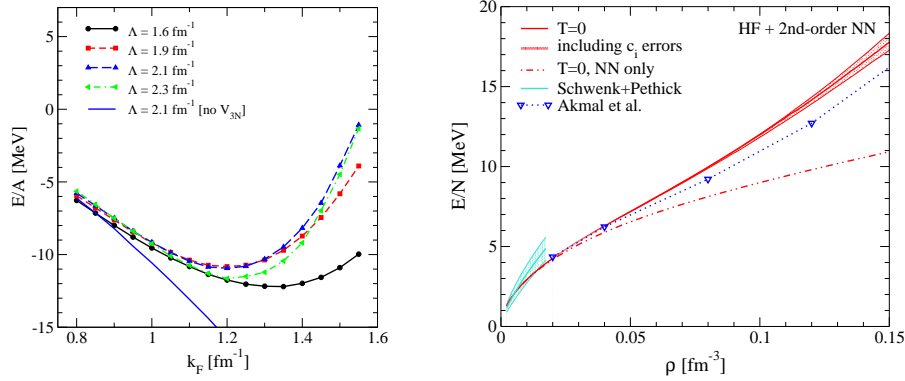 Λ = 1.6 fm⁻¹
Λ = 1.9 fm⁻¹
Λ = 2.1 fm⁻¹
Λ = 2.3 fm⁻¹
Λ = 2.1 fm⁻¹ [no V₃N]
5
0
-5
-10
-15
E/A [MeV]
0.8 1 1.2 1.4 1.6
k_F [fm⁻¹]
T=0
including c_i errors
T=0, NN only
Schwenk+Pethick
Akmal et al.
HF + 2nd-order NN
20
15
10
5
0
E/N [MeV]
0 0.05 0.1 0.15
ρ [fm⁻³]